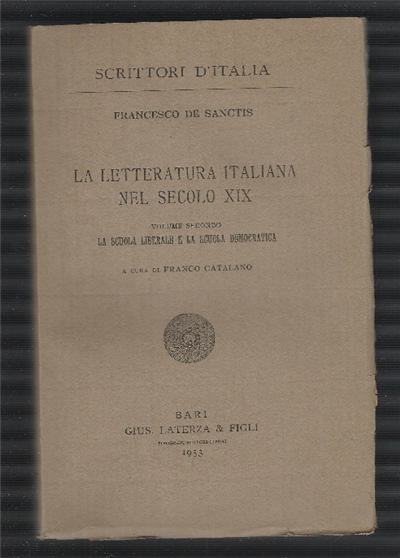 SCRITTORI D'ITALIA
FRANCESCO DE SANCTIS
LA LETTERATURA ITALIANA
NEL SECOLO XIX
VOLUME SECONDO
LA SCUOLA LIBERALE E LA SCUOLA DEMOCRATICA
A CURA DI FRANCO CATALANO
BARI
GIUS. LATERZA & FIGLI
1953